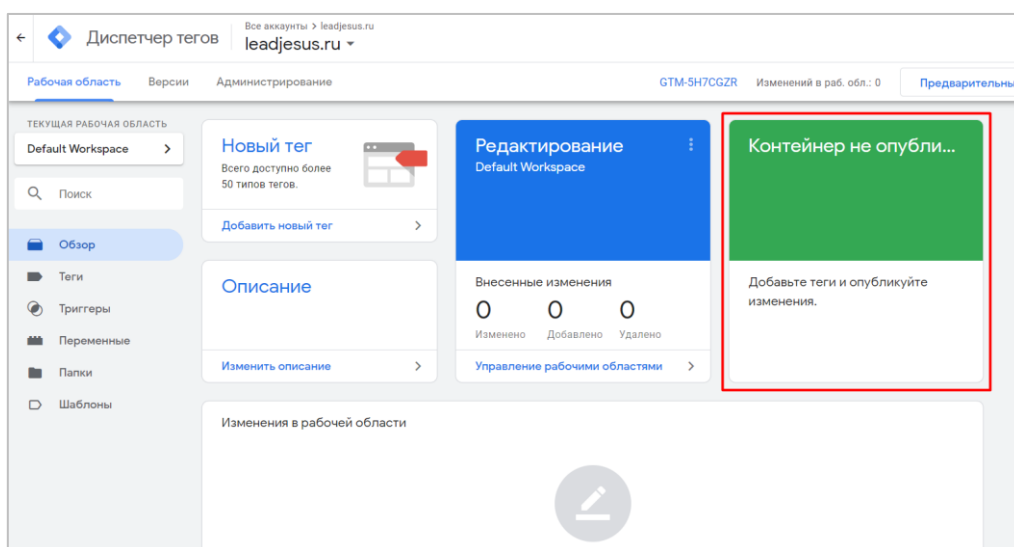 Диспетчер тегов
Все аккаунты > leadjesus.ru
leadjesus.ru
Рабочая область
Версии
Администрирование
GTM-5H7CGZR
Изменений в раб. обл.: 0
Предварительны
ТЕКУЩАЯ РАБОЧАЯ ОБЛАСТЬ
Default Workspace
Поиск
Обзор
Теги
Триггеры
Переменные
Папки
Шаблоны
Новый тег
Всего доступно более
50 типов тегов.
Добавить новый тег
Описание
Изменить описание
Редактирование
Default Workspace
Внесенные изменения
0 0 0
Изменено Добавлено Удалено
Управление рабочими областями
Контейнер не опубли...
Добавьте теги и опубликуйте
изменения.
Изменения в рабочей области